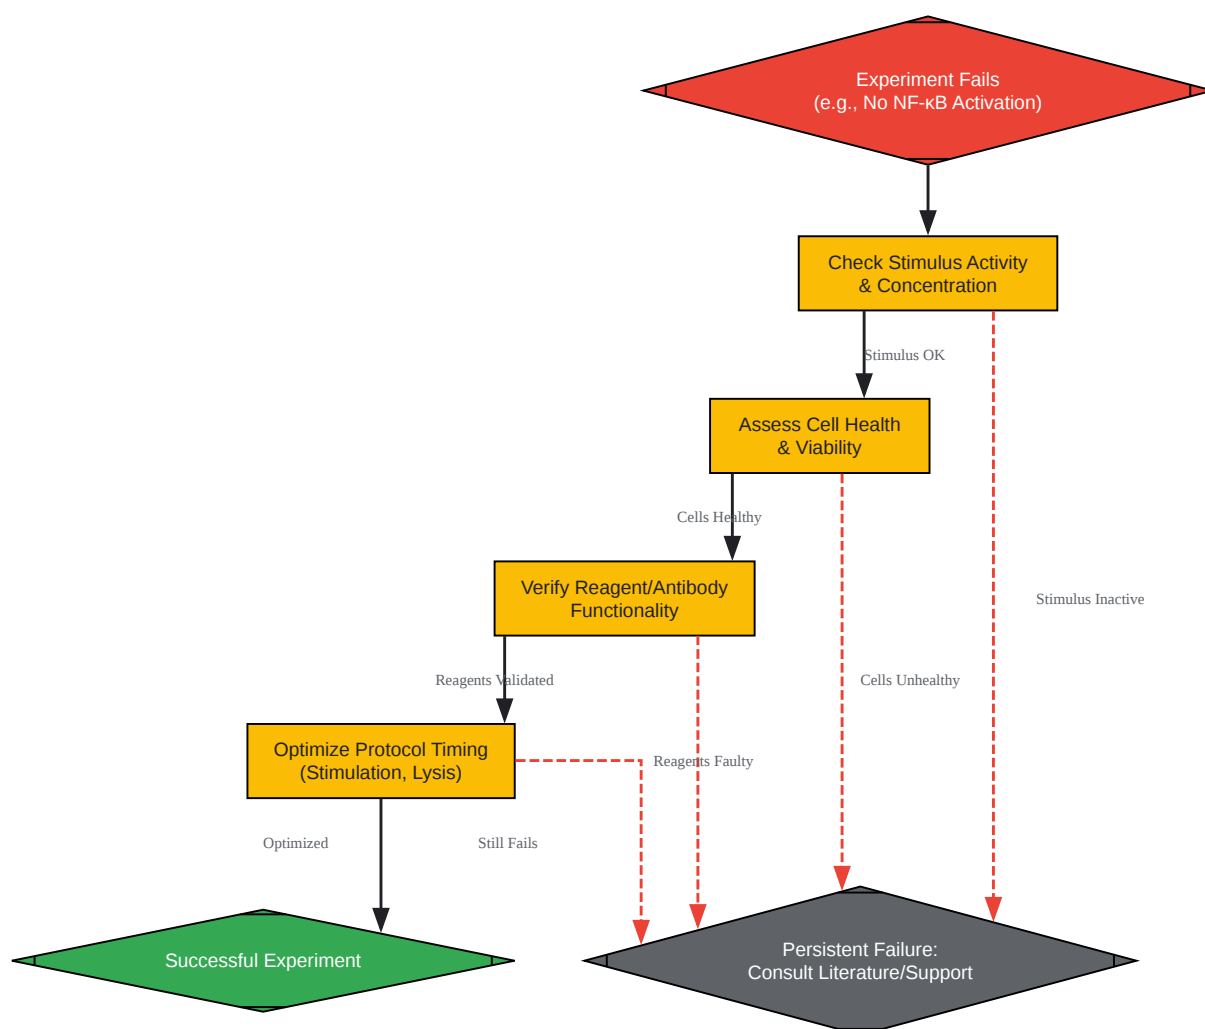 Experiment Fails
(e.g., No NF-κB Activation)
Check Stimulus Activity
& Concentration
Stimulus OK
Assess Cell Health
& Viability
Cells Healthy
Verify Reagent/Antibody
Functionality
Stimulus Inactive
Reagents Validated
Cells Unhealthy
Optimize Protocol Timing
(Stimulation, Lysis)
Reagents Faulty
Optimized
Still Fails
Successful Experiment
Persistent Failure:
Consult Literature/Support